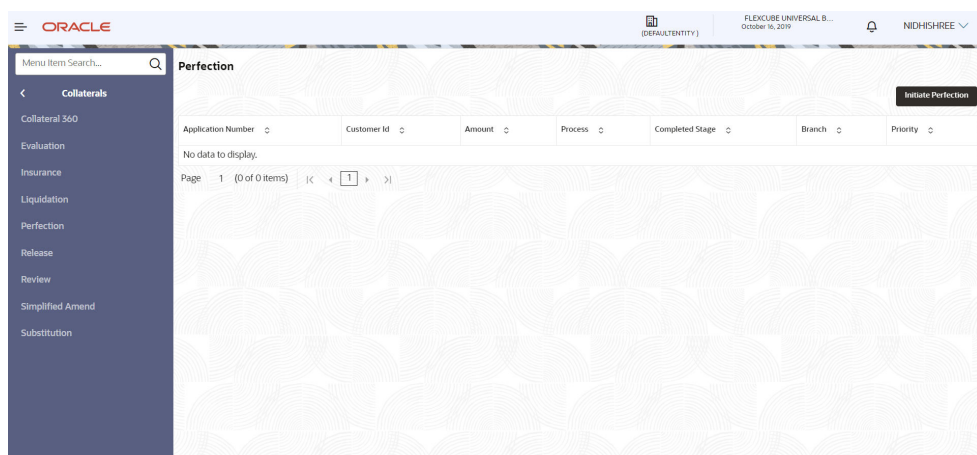 ORACLE
(DEFAULTENTITY )
FLEXCUBE UNIVERSAL B...
October 16, 2019
NIDHISHREE
Menu Item Search...
Collaterals
Collateral 360
Evaluation
Insurance
Liquidation
Perfection
Release
Review
Simplified Amend
Substitution
Perfection
Initiate Perfection
Application Number Customer Id Amount Process Completed Stage Branch Priority
No data to display.
Page 1 (0 of 0 items) 1